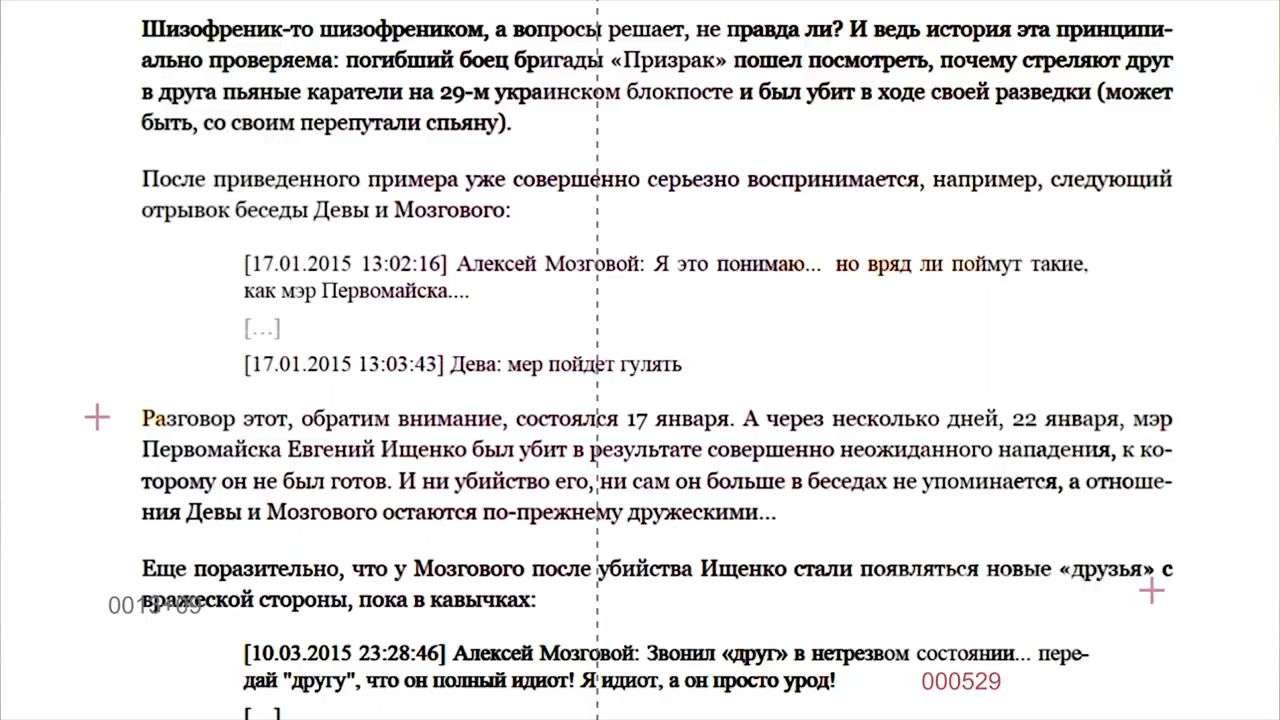 Шизофреник-то шизофреником, а вопросы решает, не правда ли? И ведь история эта принципи-
ально проверяема: погибший боец бригады «Призрак» пошел посмотреть, почему стреляют друг
в друга пьяные каратели на 29-м украинском блокпосте и был убит в ходе своей разведки (может
быть, со своим перепутали спьяну).
После приведенного примера уже совершенно серьезно воспринимается, например, следующий
отрывок беседы Девы и Мозгового:
[17.01.2015 13:02:16] Алексей Мозговой: Я это понимаю... но вряд ли поймут такие,
как мэр Первомайска....
[...]
[17.01.2015 13:03:43] Дева: мер пойдет гулять
Разговор этот, обратим внимание, состоялся 17 января. А через несколько дней, 22 января, мэр
Первомайска Евгений Ищенко был убит в результате совершенно неожиданного нападения, к ко-
торому он не был готов. И ни убийство его, ни сам он больше в беседах не упоминается, а отноше-
ния Девы и Мозгового остаются по-прежнему дружескими...
Еще поразительно, что у Мозгового после убийства Ищенко стали появляться новые «друзья» с
вражеской стороны, пока в кавычках:
[10.03.2015 23:28:46] Алексей Мозговой: Звонил «друг» в нетрезвом состоянии... пере-
дай "другу", что он полный идиот! Я идиот, а он просто урод!
000529
[...]